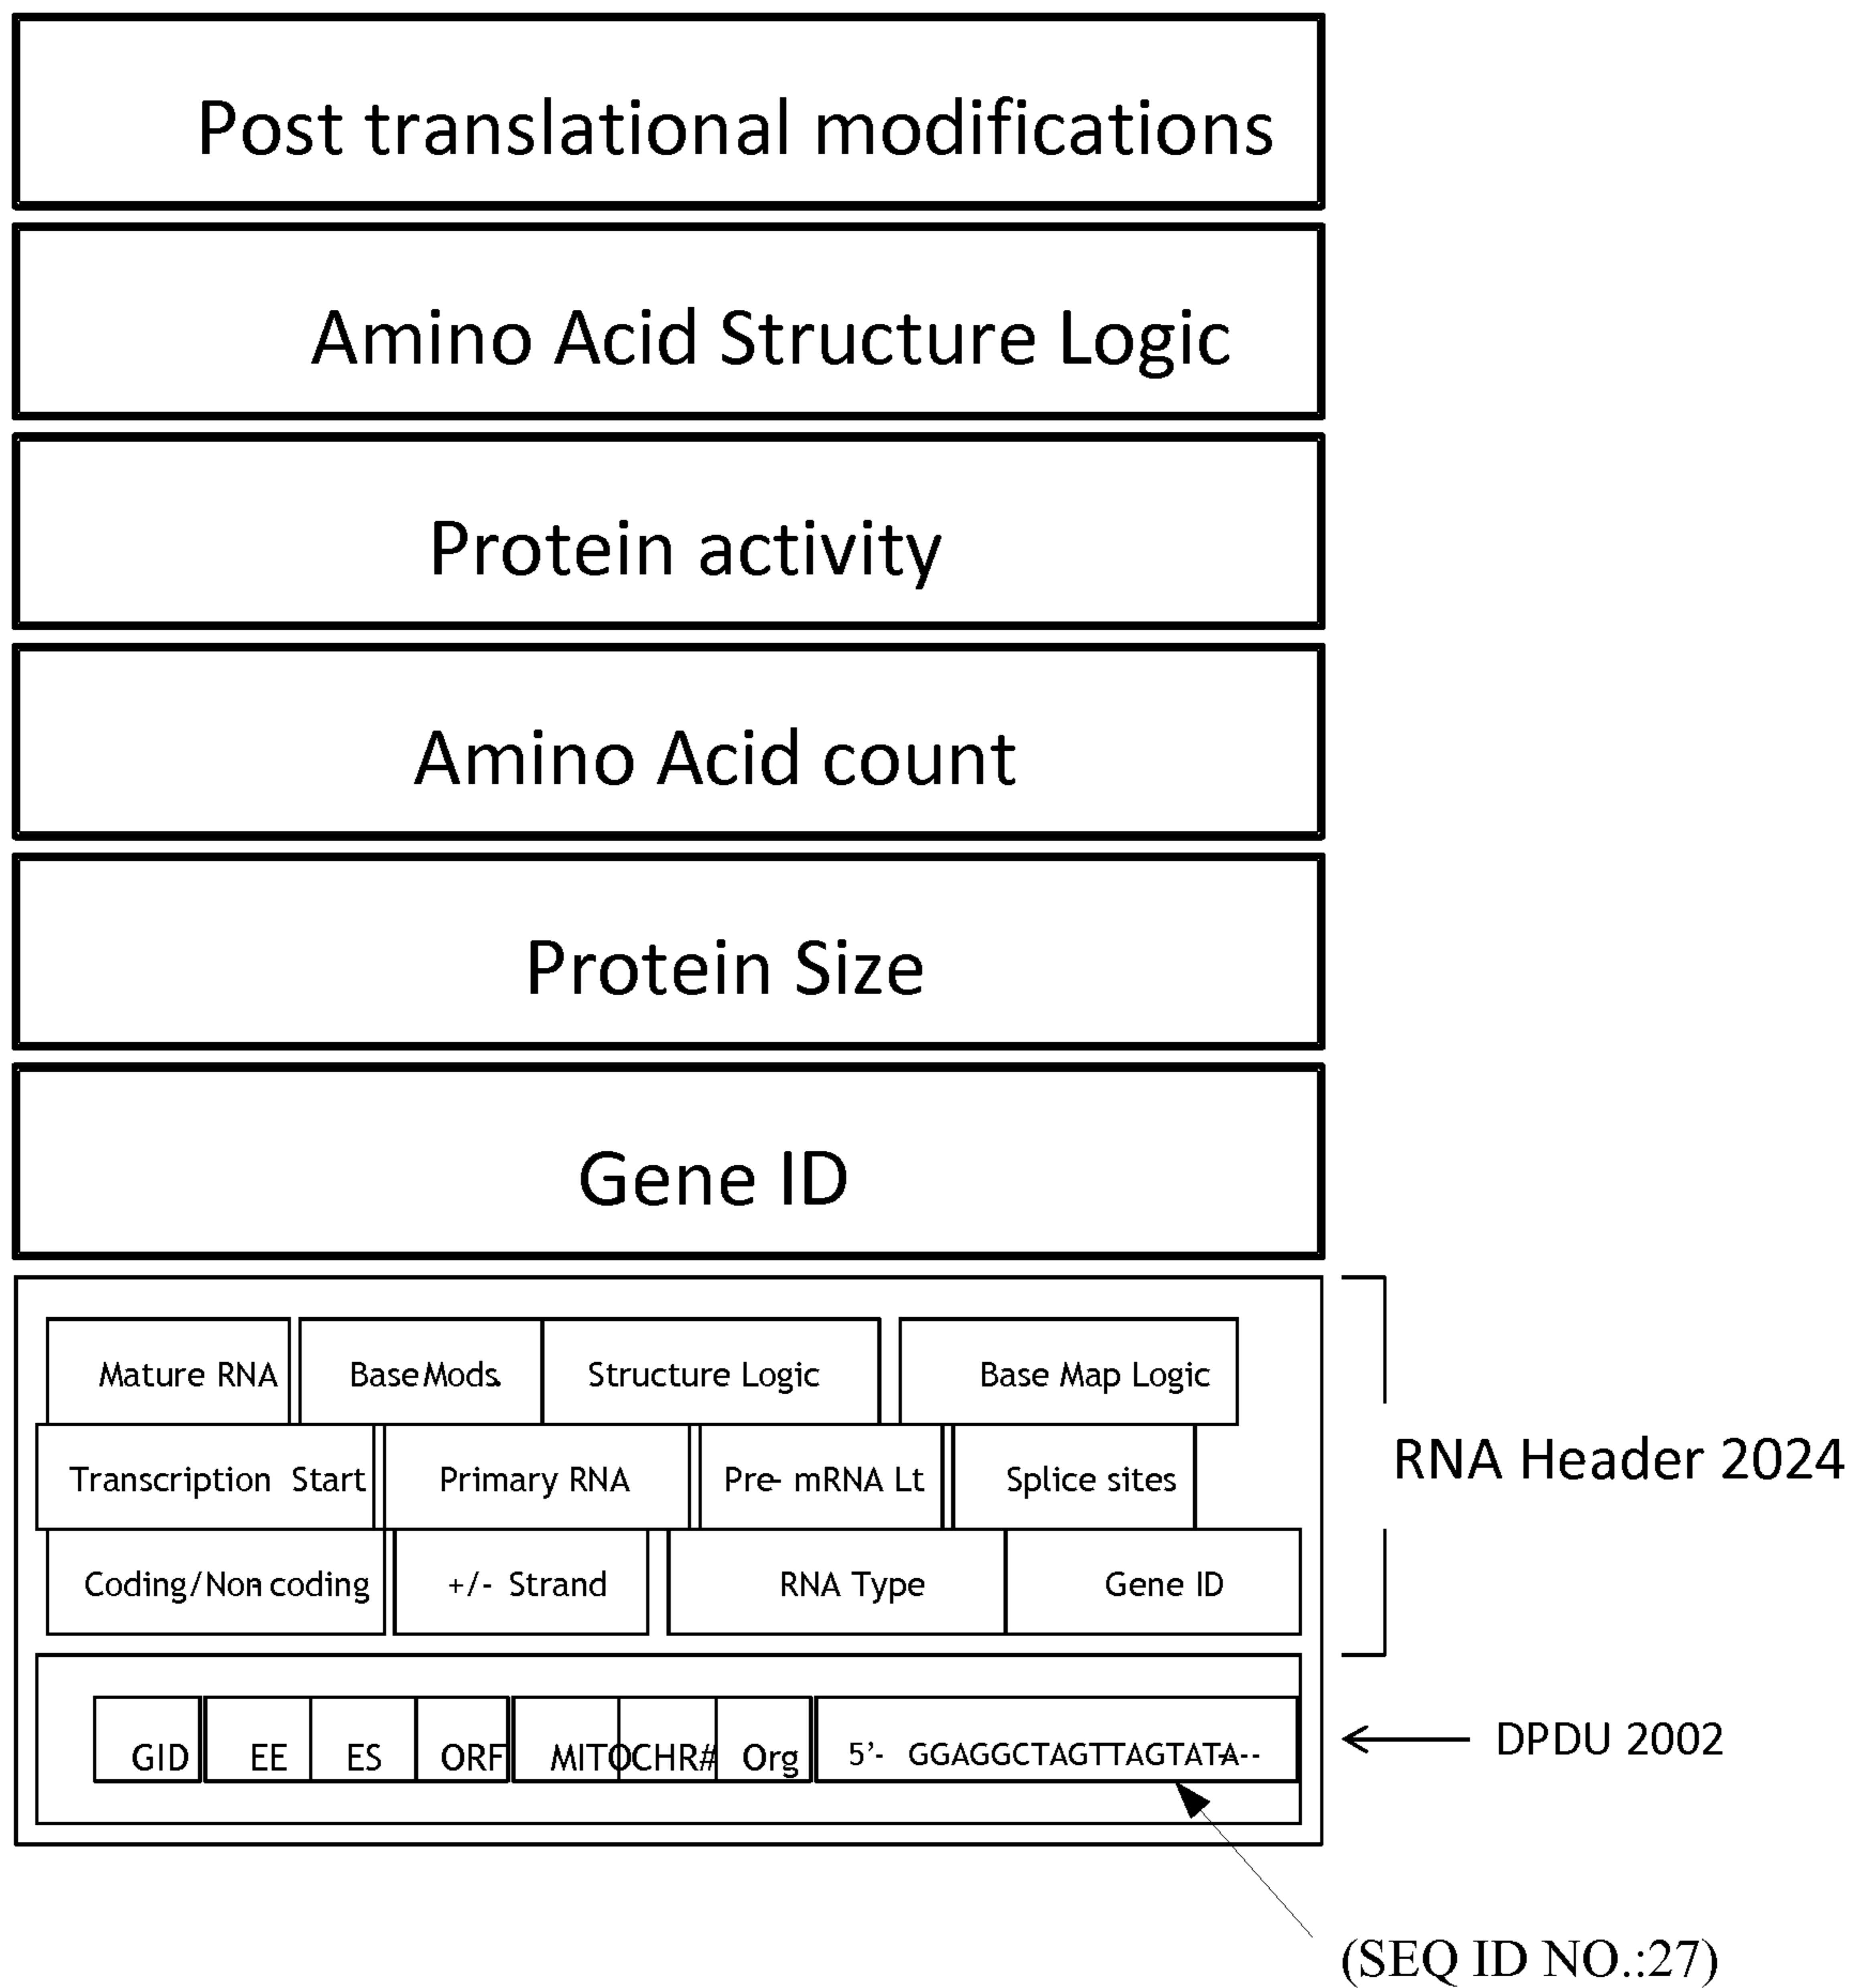 Post translational modifications
Amino Acid Structure Logic
Protein activity
Amino Acid count
Protein Size
Gene ID
Mature RNA BaseMods. Structure Logic Base Map Logic
Transcription Start Primary RNA Pre- mRNA Lt Splice sites
RNA Header 2024
Coding/Non-coding +/- Strand RNA Type Gene ID
GID EE ES ORF MITO CHR# Org 5'- GGAGGCTAGTTAGTATA---
DPDU 2002
(SEQ ID NO.:27)